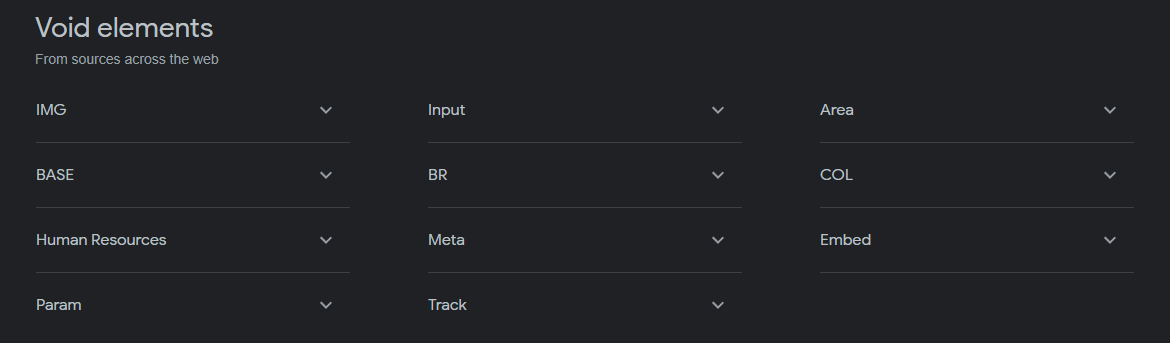 Void elements
From sources across the web
IMG
Input
Area
BASE
BR
COL
Human Resources
Meta
Embed
Param
Track